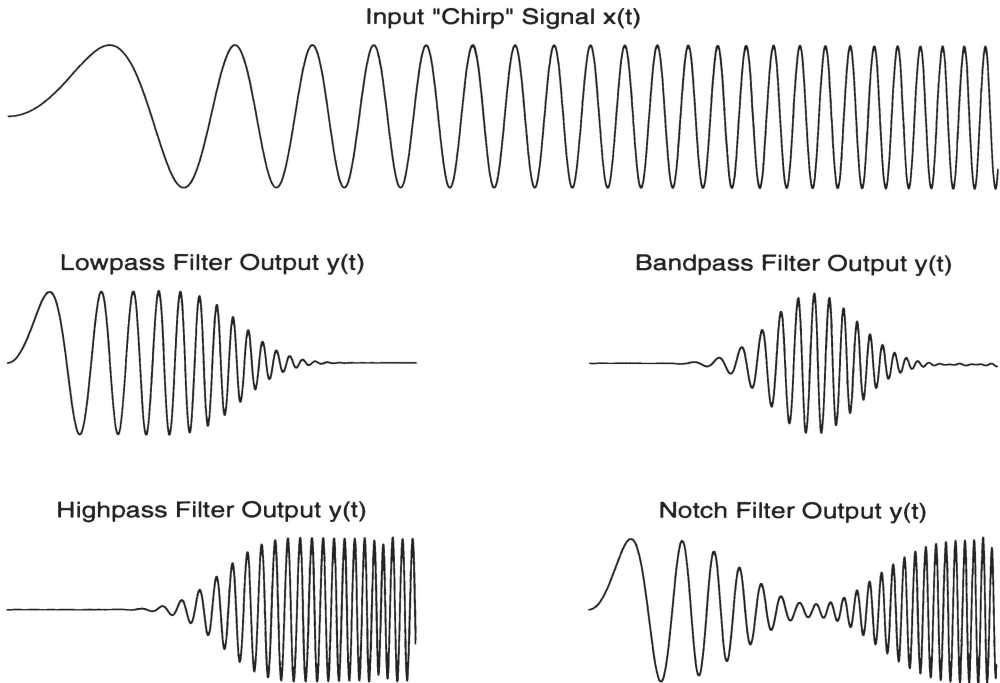 Input "Chirp" Signal x(t)
Lowpass Filter Output y(t)
Bandpass Filter Output y(t)
Highpass Filter Output y(t)
Notch Filter Output y(t)